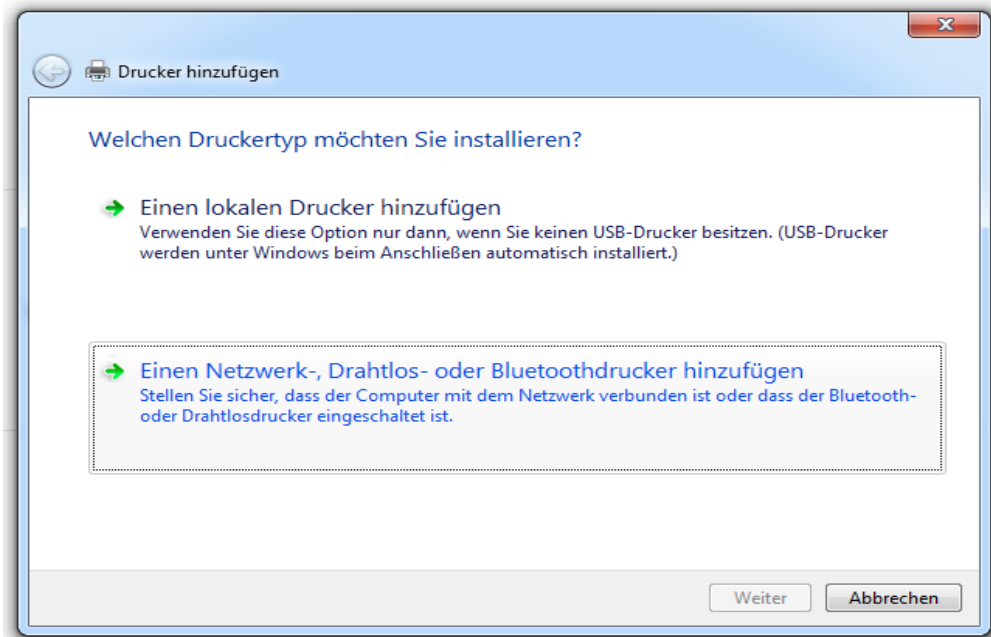 Drucker hinzufügen
Welchen Druckertyp möchten Sie installieren?
Einen lokalen Drucker hinzufügen
Verwenden Sie diese Option nur dann, wenn Sie keinen USB-Drucker besitzen. (USB-Drucker
werden unter Windows beim Anschließen automatisch installiert.)
Einen Netzwerk-, Drahtlos- oder Bluetoothdrucker hinzufügen
Stellen Sie sicher, dass der Computer mit dem Netzwerk verbunden ist oder dass der Bluetooth-
oder Drahtlosdrucker eingeschaltet ist.
Weiter Abbrechen